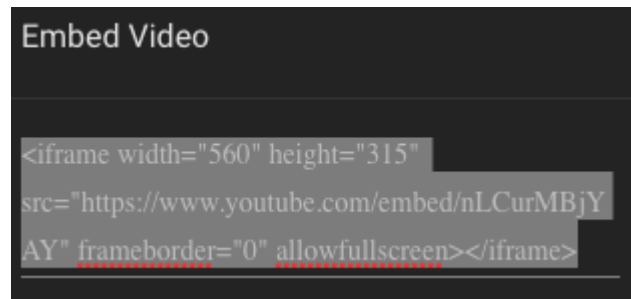 Embed Video
<iframe width="560" height="315"
src="https://www.youtube.com/embed/nLCurMBjY
AY" frameborder="0" allowfullscreen></iframe>